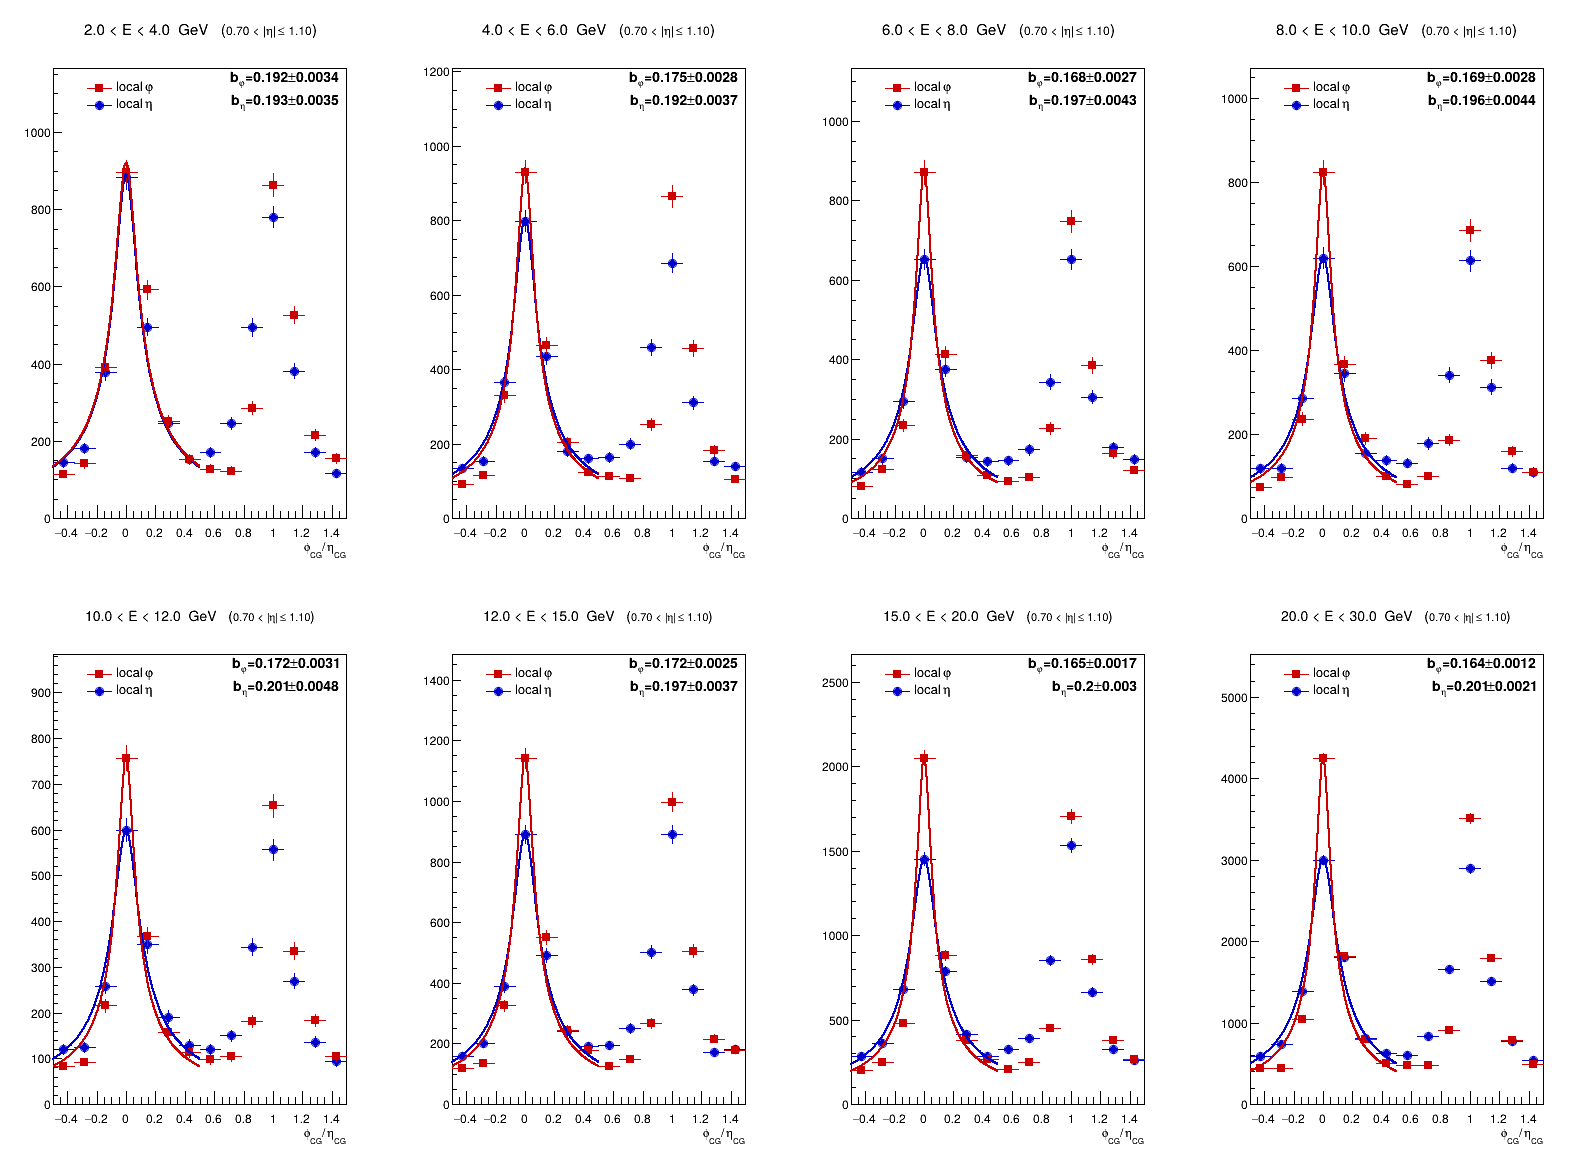 2.0 < E < 4.0 GeV (0.70 < |η| ≤ 1.10)
local φ
local η
b_φ=0.192±0.0034
b_η=0.193±0.0035
1000
800
600
400
200
0
−0.4 −0.2 0 0.2 0.4 0.6 0.8 1 1.2 1.4
ϕ_CG/η_CG
4.0 < E < 6.0 GeV (0.70 < |η| ≤ 1.10)
local φ
local η
b_φ=0.175±0.0028
b_η=0.192±0.0037
1200
1000
800
600
400
200
0
−0.4 −0.2 0 0.2 0.4 0.6 0.8 1 1.2 1.4
ϕ_CG/η_CG
6.0 < E < 8.0 GeV (0.70 < |η| ≤ 1.10)
local φ
local η
b_φ=0.168±0.0027
b_η=0.197±0.0043
1000
800
600
400
200
0
−0.4 −0.2 0 0.2 0.4 0.6 0.8 1 1.2 1.4
ϕ_CG/η_CG
8.0 < E < 10.0 GeV (0.70 < |η| ≤ 1.10)
local φ
local η
b_φ=0.169±0.0028
b_η=0.196±0.0044
1000
800
600
400
200
0
−0.4 −0.2 0 0.2 0.4 0.6 0.8 1 1.2 1.4
ϕ_CG/η_CG
10.0 < E < 12.0 GeV (0.70 < |η| ≤ 1.10)
local φ
local η
b_φ=0.172±0.0031
b_η=0.201±0.0048
900
800
700
600
500
400
300
200
100
0
−0.4 −0.2 0 0.2 0.4 0.6 0.8 1 1.2 1.4
ϕ_CG/η_CG
12.0 < E < 15.0 GeV (0.70 < |η| ≤ 1.10)
local φ
local η
b_φ=0.172±0.0025
b_η=0.197±0.0037
1400
1200
1000
800
600
400
200
0
−0.4 −0.2 0 0.2 0.4 0.6 0.8 1 1.2 1.4
ϕ_CG/η_CG
15.0 < E < 20.0 GeV (0.70 < |η| ≤ 1.10)
local φ
local η
b_φ=0.165±0.0017
b_η=0.2±0.003
2500
2000
1500
1000
500
0
−0.4 −0.2 0 0.2 0.4 0.6 0.8 1 1.2 1.4
ϕ_CG/η_CG
20.0 < E < 30.0 GeV (0.70 < |η| ≤ 1.10)
local φ
local η
b_φ=0.164±0.0012
b_η=0.201±0.0021
5000
4000
3000
2000
1000
0
−0.4 −0.2 0 0.2 0.4 0.6 0.8 1 1.2 1.4
ϕ_CG/η_CG